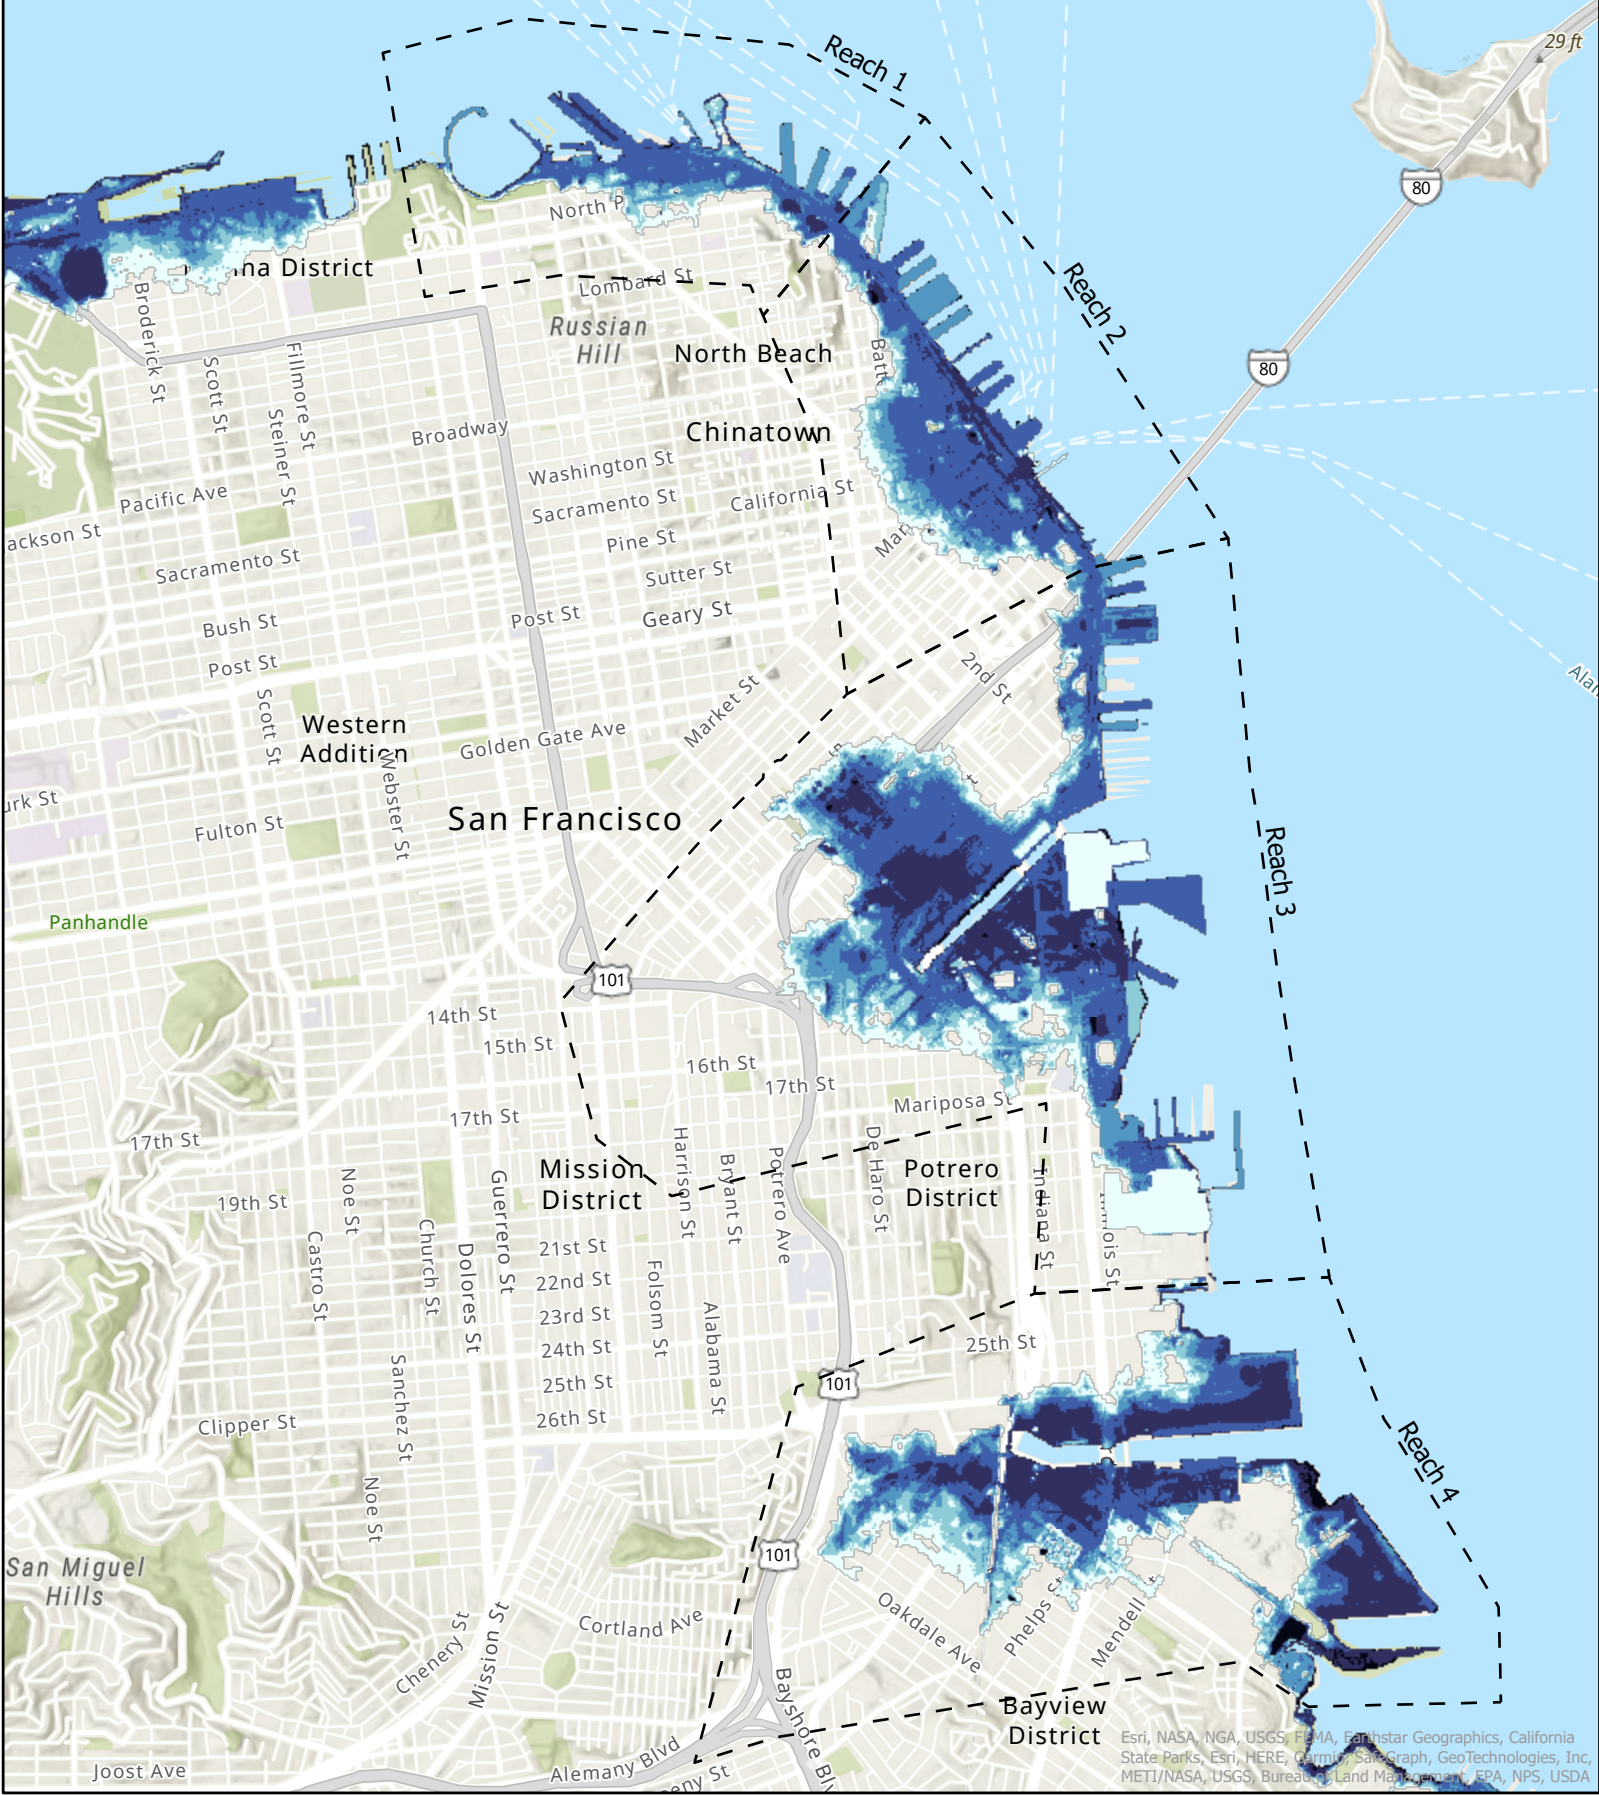 Reach 1
29 ft
80
North P
na District
Lombard St
Reach 2
Russian
Hill
Broderick St
Scott St
Fillmore St
North Beach
80
Steiner St
Broadway
Chinatown
Washington St
Pacific Ave
Sacramento St
California St
ackson St
Pine St
Mar
Sacramento St
Sutter St
Bush St
Post St
Geary St
Post St
2nd St
Scott St
Market St
Western
Addition
Golden Gate Ave
Webster St
urk St
Fulton St
San Francisco
Reach 3
Panhandle
101
14th St
15th St
16th St
17th St
Mariposa St
17th St
17th St
Harrison St
Bryant St
Potrero Ave
De Haro St
Mission
District
Potrero
District
Indiana St
19th St
Noe St
Guerrero St
Castro St
Church St
Dolores St
21st St
22nd St
23rd St
24th St
25th St
26th St
Folsom St
Alabama St
25th St
101
Sanchez St
Clipper St
Reach 4
Noe St
101
San Miguel
Hills
Cortland Ave
Chenery St
Mission St
Oakdale Ave
Phelps St
Mendell
Bayshore Blv
Bayview
District
Joost Ave
Alemany Blvd
Esri, NASA, NGA, USGS, FEMA, Earthstar Geographics, California
State Parks, Esri, HERE, Garmin, SafeGraph, GeoTechnologies, Inc,
METI/NASA, USGS, Bureau of Land Management, EPA, NPS, USDA